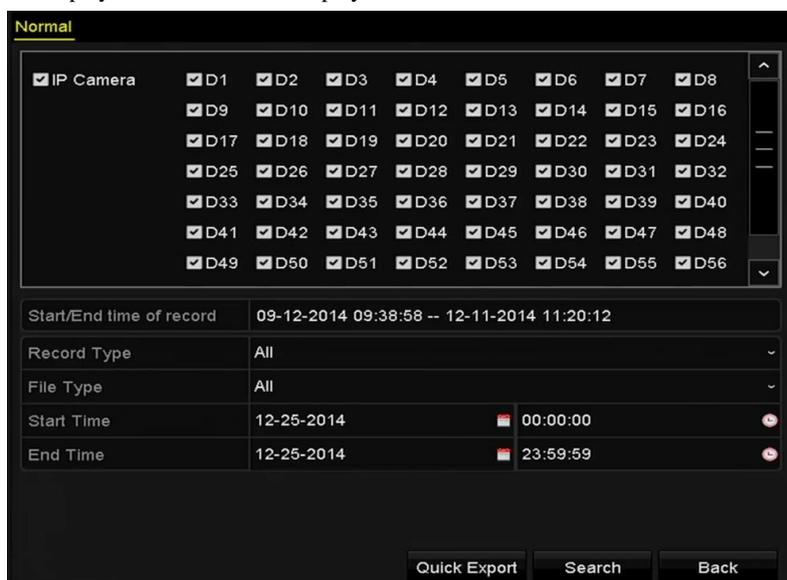 Normal
IP Camera D1 D2 D3 D4 D5 D6 D7 D8
D9 D10 D11 D12 D13 D14 D15 D16
D17 D18 D19 D20 D21 D22 D23 D24
D25 D26 D27 D28 D29 D30 D31 D32
D33 D34 D35 D36 D37 D38 D39 D40
D41 D42 D43 D44 D45 D46 D47 D48
D49 D50 D51 D52 D53 D54 D55 D56
Start/End time of record 09-12-2014 09:38:58 -- 12-11-2014 11:20:12
Record Type All
File Type All
Start Time 12-25-2014 00:00:00
End Time 12-25-2014 23:59:59
Quick Export Search Back